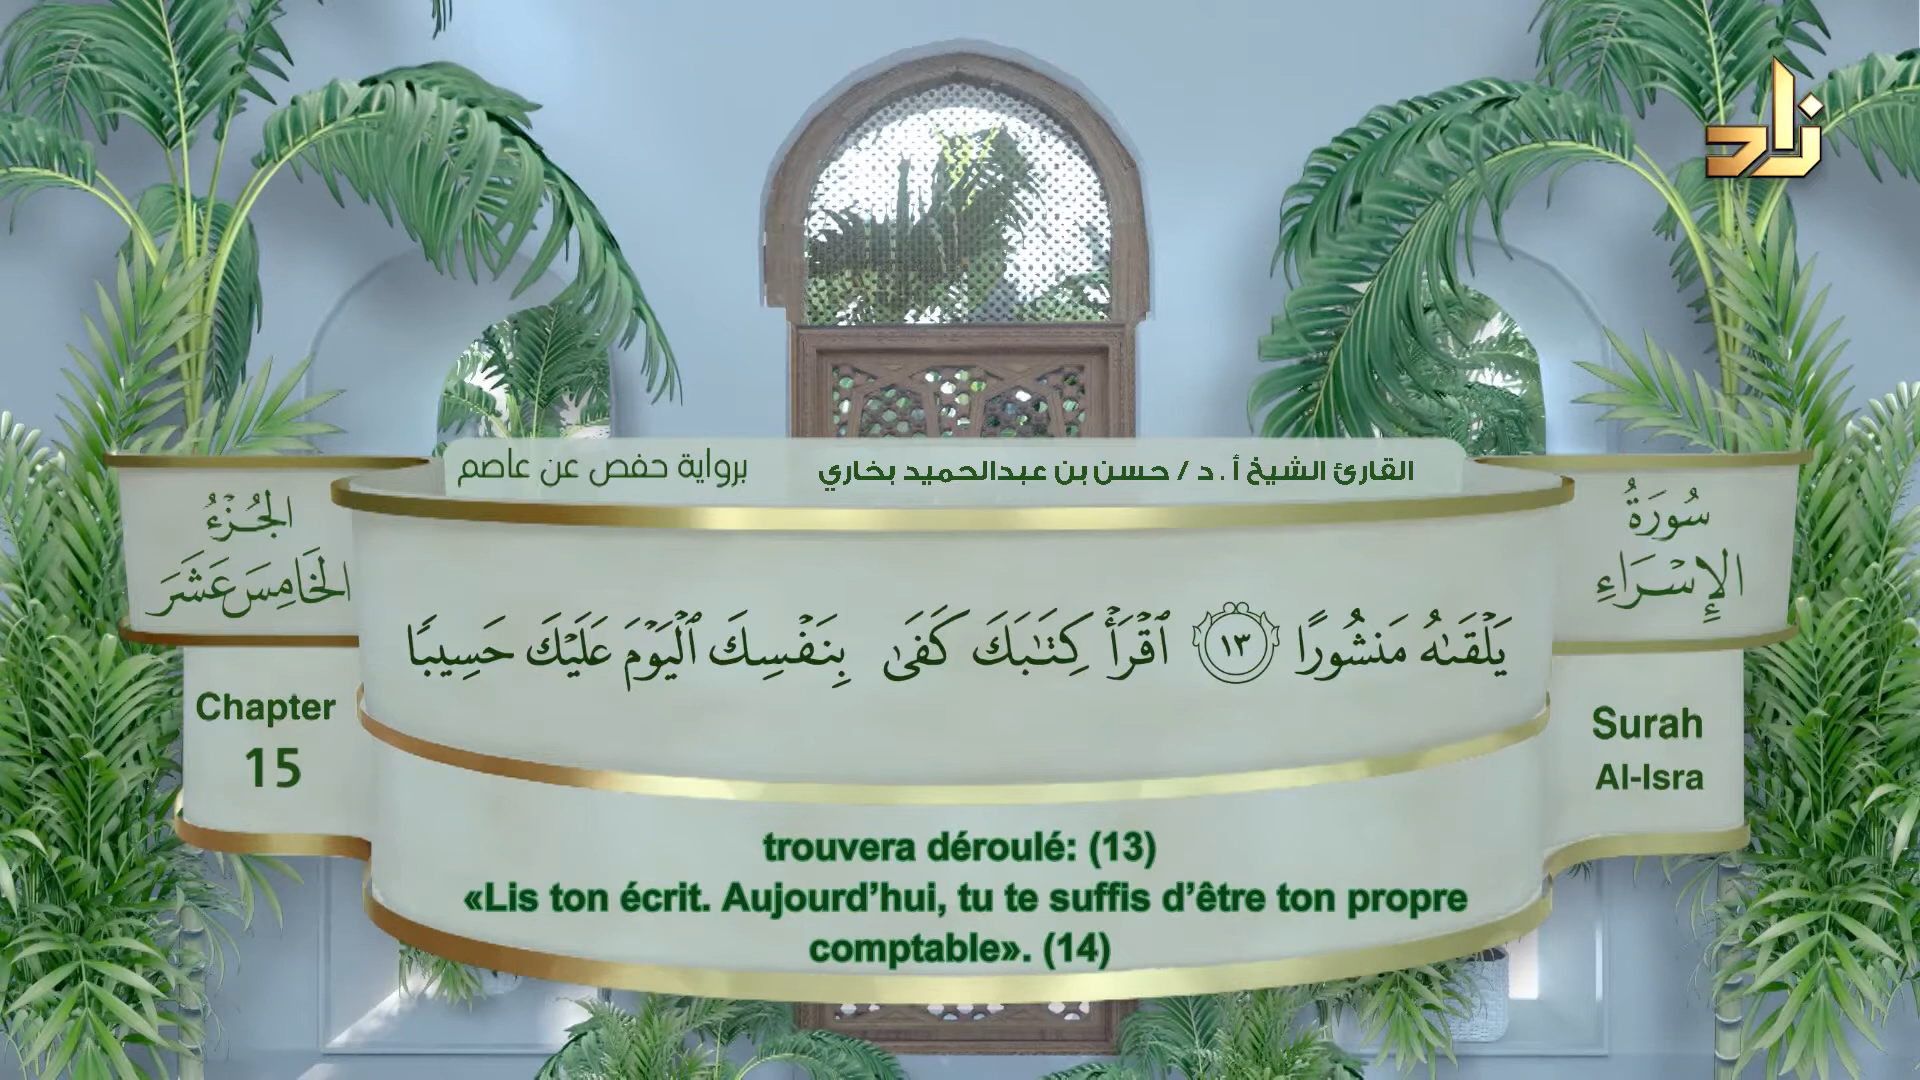 زاد
القارئ الشيخ أ . د / حسن بن عبدالحميد بخاري
برواية حفص عن عاصم
سُورَةُ
الإِسْرَاءِ
الجُزْءُ
الخَامِسَ عَشَرَ
يَلْقَىٰهُ مَنشُورًا ١٣ ٱقْرَأْ كِتَٰبَكَ كَفَىٰ بِنَفْسِكَ ٱلْيَوْمَ عَلَيْكَ حَسِيبًا
Chapter
15
Surah
Al-Isra
trouvera déroulé: (13)
«Lis ton écrit. Aujourd’hui, tu te suffis d’être ton propre
comptable». (14)